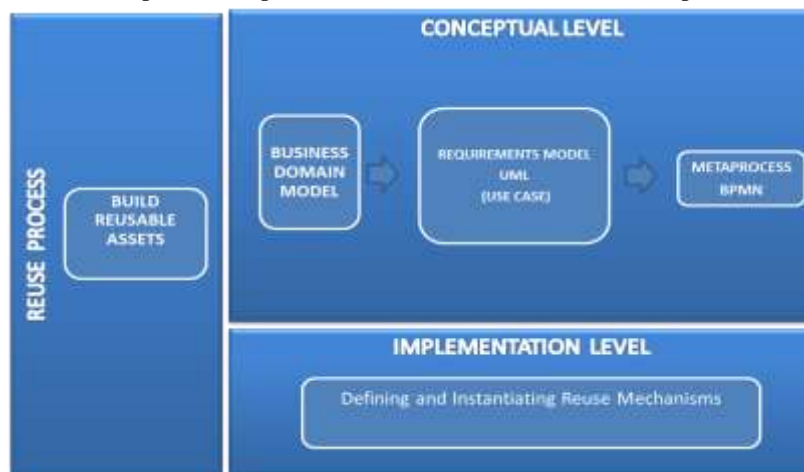 REUSE PROCESS
BUILD
REUSABLE
ASSETS
CONCEPTUAL LEVEL
BUSINESS
DOMAIN
MODEL
REQUIREMENTS MODEL
UML
(USE CASE)
METAPROCESS
BPMN
IMPLEMENTATION LEVEL
Defining and Instantiating Reuse Mechanisms